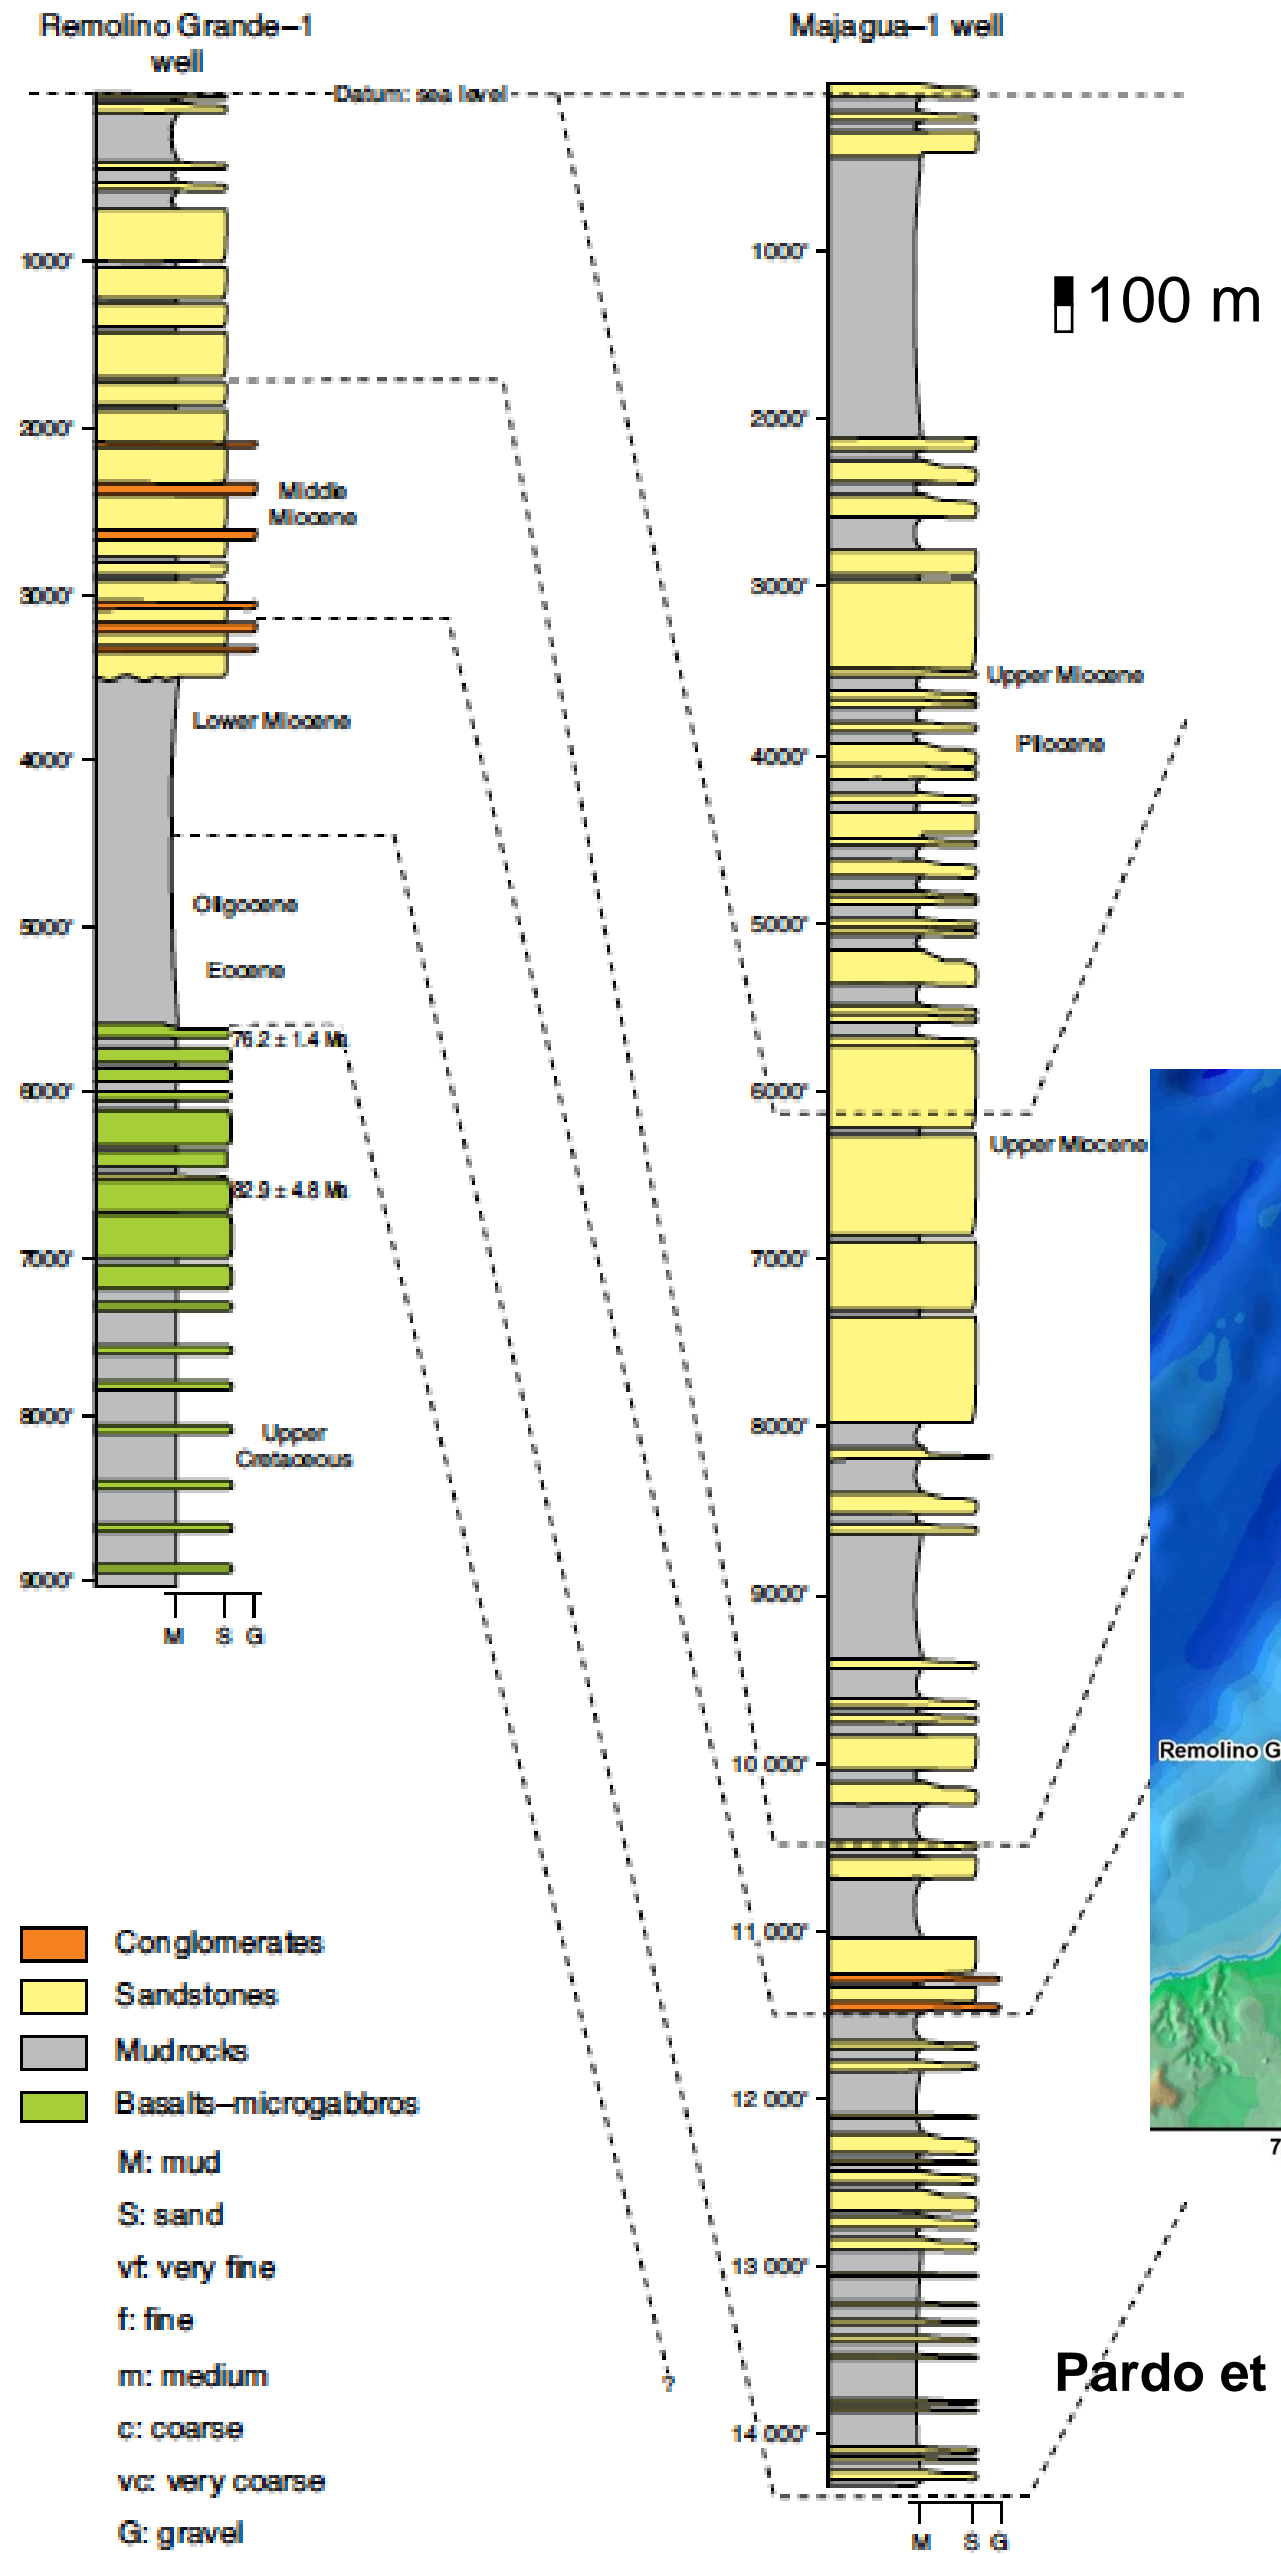 Remolino Grande–1
well
Majagua–1 well
Datum: sea level
1000'
2000'
3000'
4000'
5000'
6000'
7000'
8000'
9000'
Middle
Miocene
Lower Miocene
Oligocene
Eocene
76.2 ± 1.4 Ma
82.9 ± 4.8 Ma
Upper
Cretaceous
M S G
1000'
2000'
3000'
4000'
5000'
6000'
7000'
8000'
9000'
10 000'
11 000'
12 000'
13 000'
14 000'
100 m
Upper Miocene
Pliocene
Upper Miocene
Remolino G
7
?
Pardo et
M S G
Conglomerates
Sandstones
Mudrocks
Basalts–microgabbros
M: mud
S: sand
vf: very fine
f: fine
m: medium
c: coarse
vc: very coarse
G: gravel